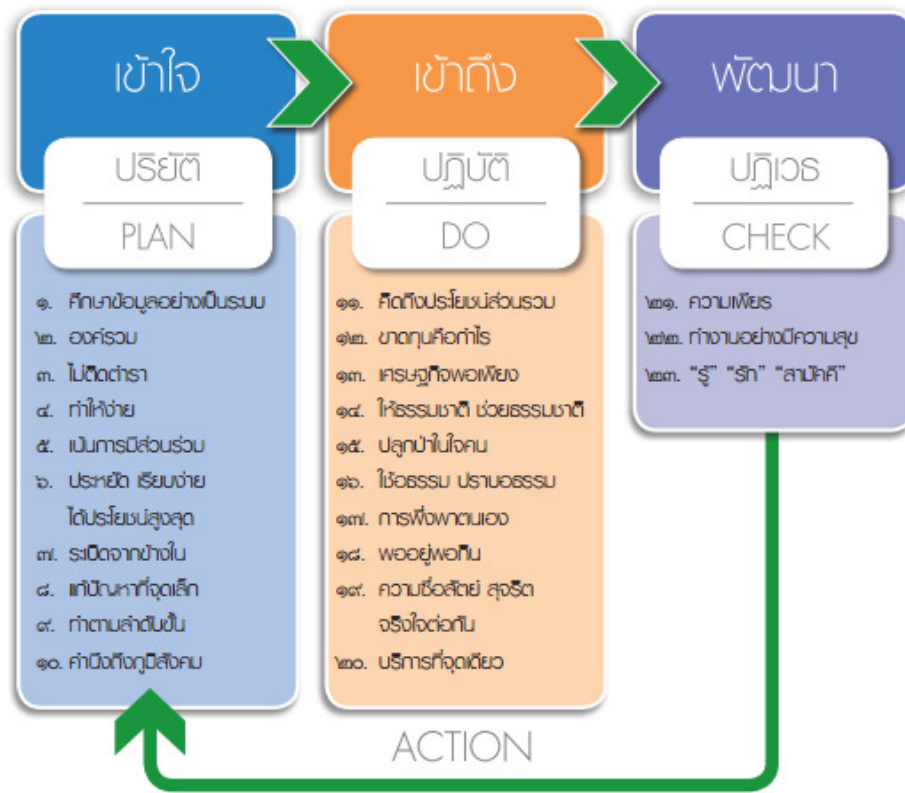 เข้าใจ
ปริยัติ
PLAN
๑. ศึกษาข้อมูลอย่างเป็นระบบ
๒. องค์รวม
๓. ไม่ติดตำรา
๔. ทำให้ง่าย
๕. เน้นการมีส่วนร่วม
๖. ประหยัด เรียบง่าย
ได้ประโยชน์สูงสุด
๗. ระเบิดจากข้างใน
๘. แก้ปัญหาที่จุดเล็ก
๙. ทำตามลำดับขั้น
๑๐. คำนึงถึงภูมิสังคม
เข้าถึง
ปฏิบัติ
DO
๑๑. คิดถึงประโยชน์ส่วนรวม
๑๒. ขาดทุนคือกำไร
๑๓. เศรษฐกิจพอเพียง
๑๔. ให้ธรรมชาติ ช่วยธรรมชาติ
๑๕. ปลูกป่าในใจคน
๑๖. ใช้อธรรม ปราบอธรรม
๑๗. การพึ่งพาตนเอง
๑๘. พออยู่พอกิน
๑๙. ความซื่อสัตย์ สุจริต
จริงใจต่อกัน
๒๐. บริการที่จุดเดียว
พัฒนา
ปฏิเวธ
CHECK
๒๑. ความเพียร
๒๒. ทำงานอย่างมีความสุข
๒๓. “รู้” “รัก” “สามัคคี”
ACTION